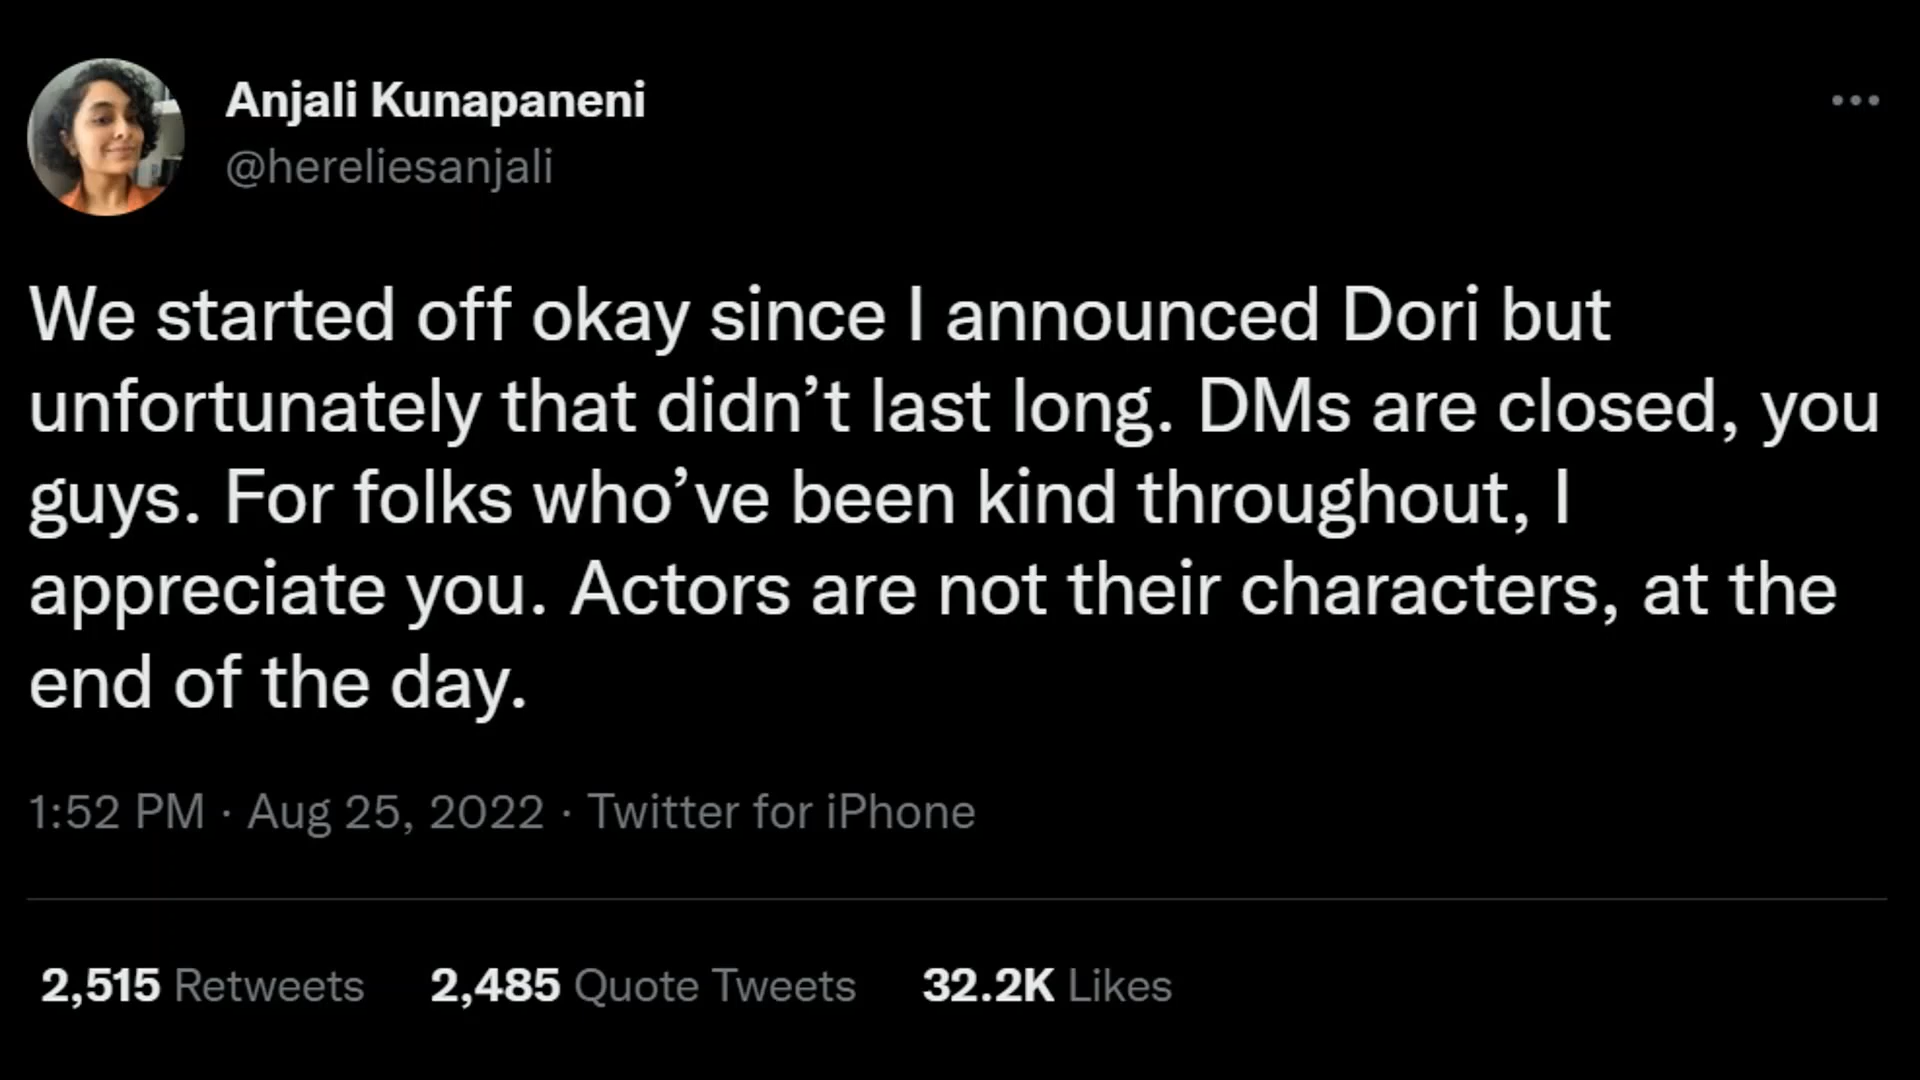 Anjali Kunapaneni
@hereliesanjali
We started off okay since I announced Dori but
unfortunately that didn’t last long. DMs are closed, you
guys. For folks who’ve been kind throughout, I
appreciate you. Actors are not their characters, at the
end of the day.
1:52 PM · Aug 25, 2022 · Twitter for iPhone
2,515 Retweets 2,485 Quote Tweets 32.2K Likes